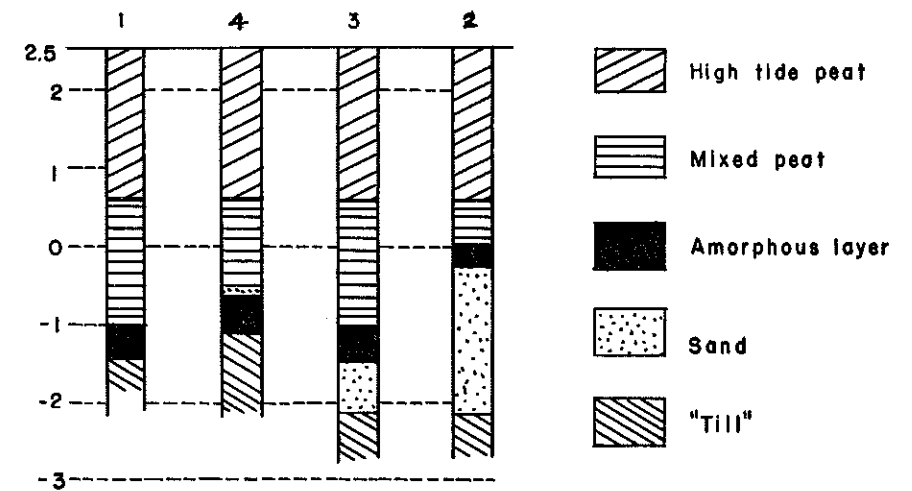 1 4 3 2
2.5
2
1
0
-1
-2
-3
High tide peat
Mixed peat
Amorphous layer
Sand
"Till"